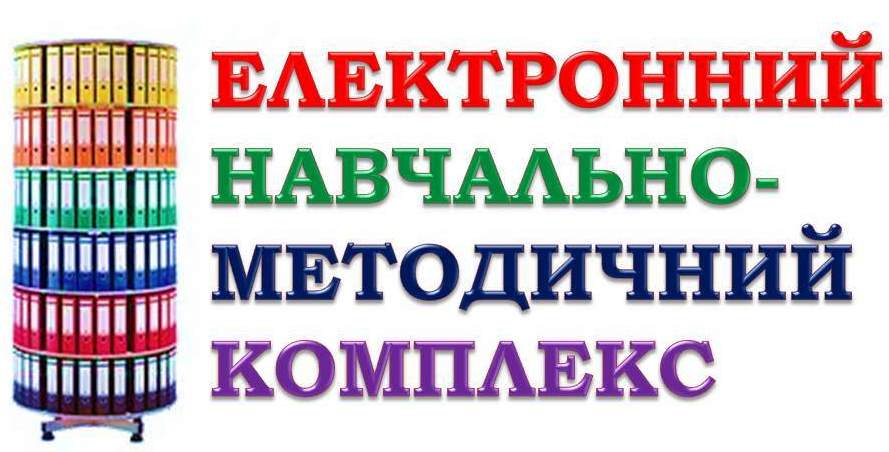 ЕЛЕКТРОННИЙ
НАВЧАЛЬНО-
МЕТОДИЧНИЙ
КОМПЛЕКС